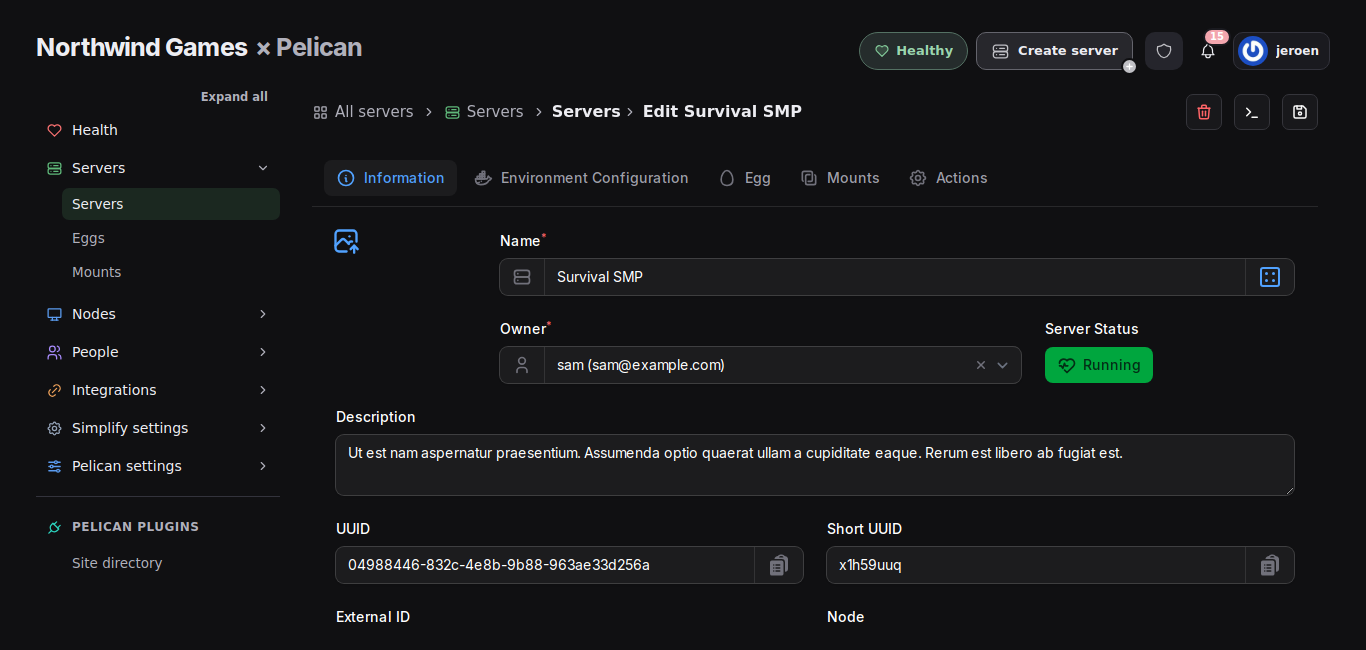 Northwind Games × Pelican
Healthy
Create server
15
jeroen
Expand all
Health
Servers
Servers
Eggs
Mounts
Nodes
People
Integrations
Simplify settings
Pelican settings
PELICAN PLUGINS
Site directory
All servers > Servers > Servers > Edit Survival SMP
Information
Environment Configuration
Egg
Mounts
Actions
Name*
Survival SMP
Owner*
Server Status
sam (sam@example.com)
Running
Description
Ut est nam aspernatur praesentium. Assumenda optio quaerat ullam a cupiditate eaque. Rerum est libero ab fugiat est.
UUID
Short UUID
04988446-832c-4e8b-9b88-963ae33d256a
x1h59uuq
External ID
Node